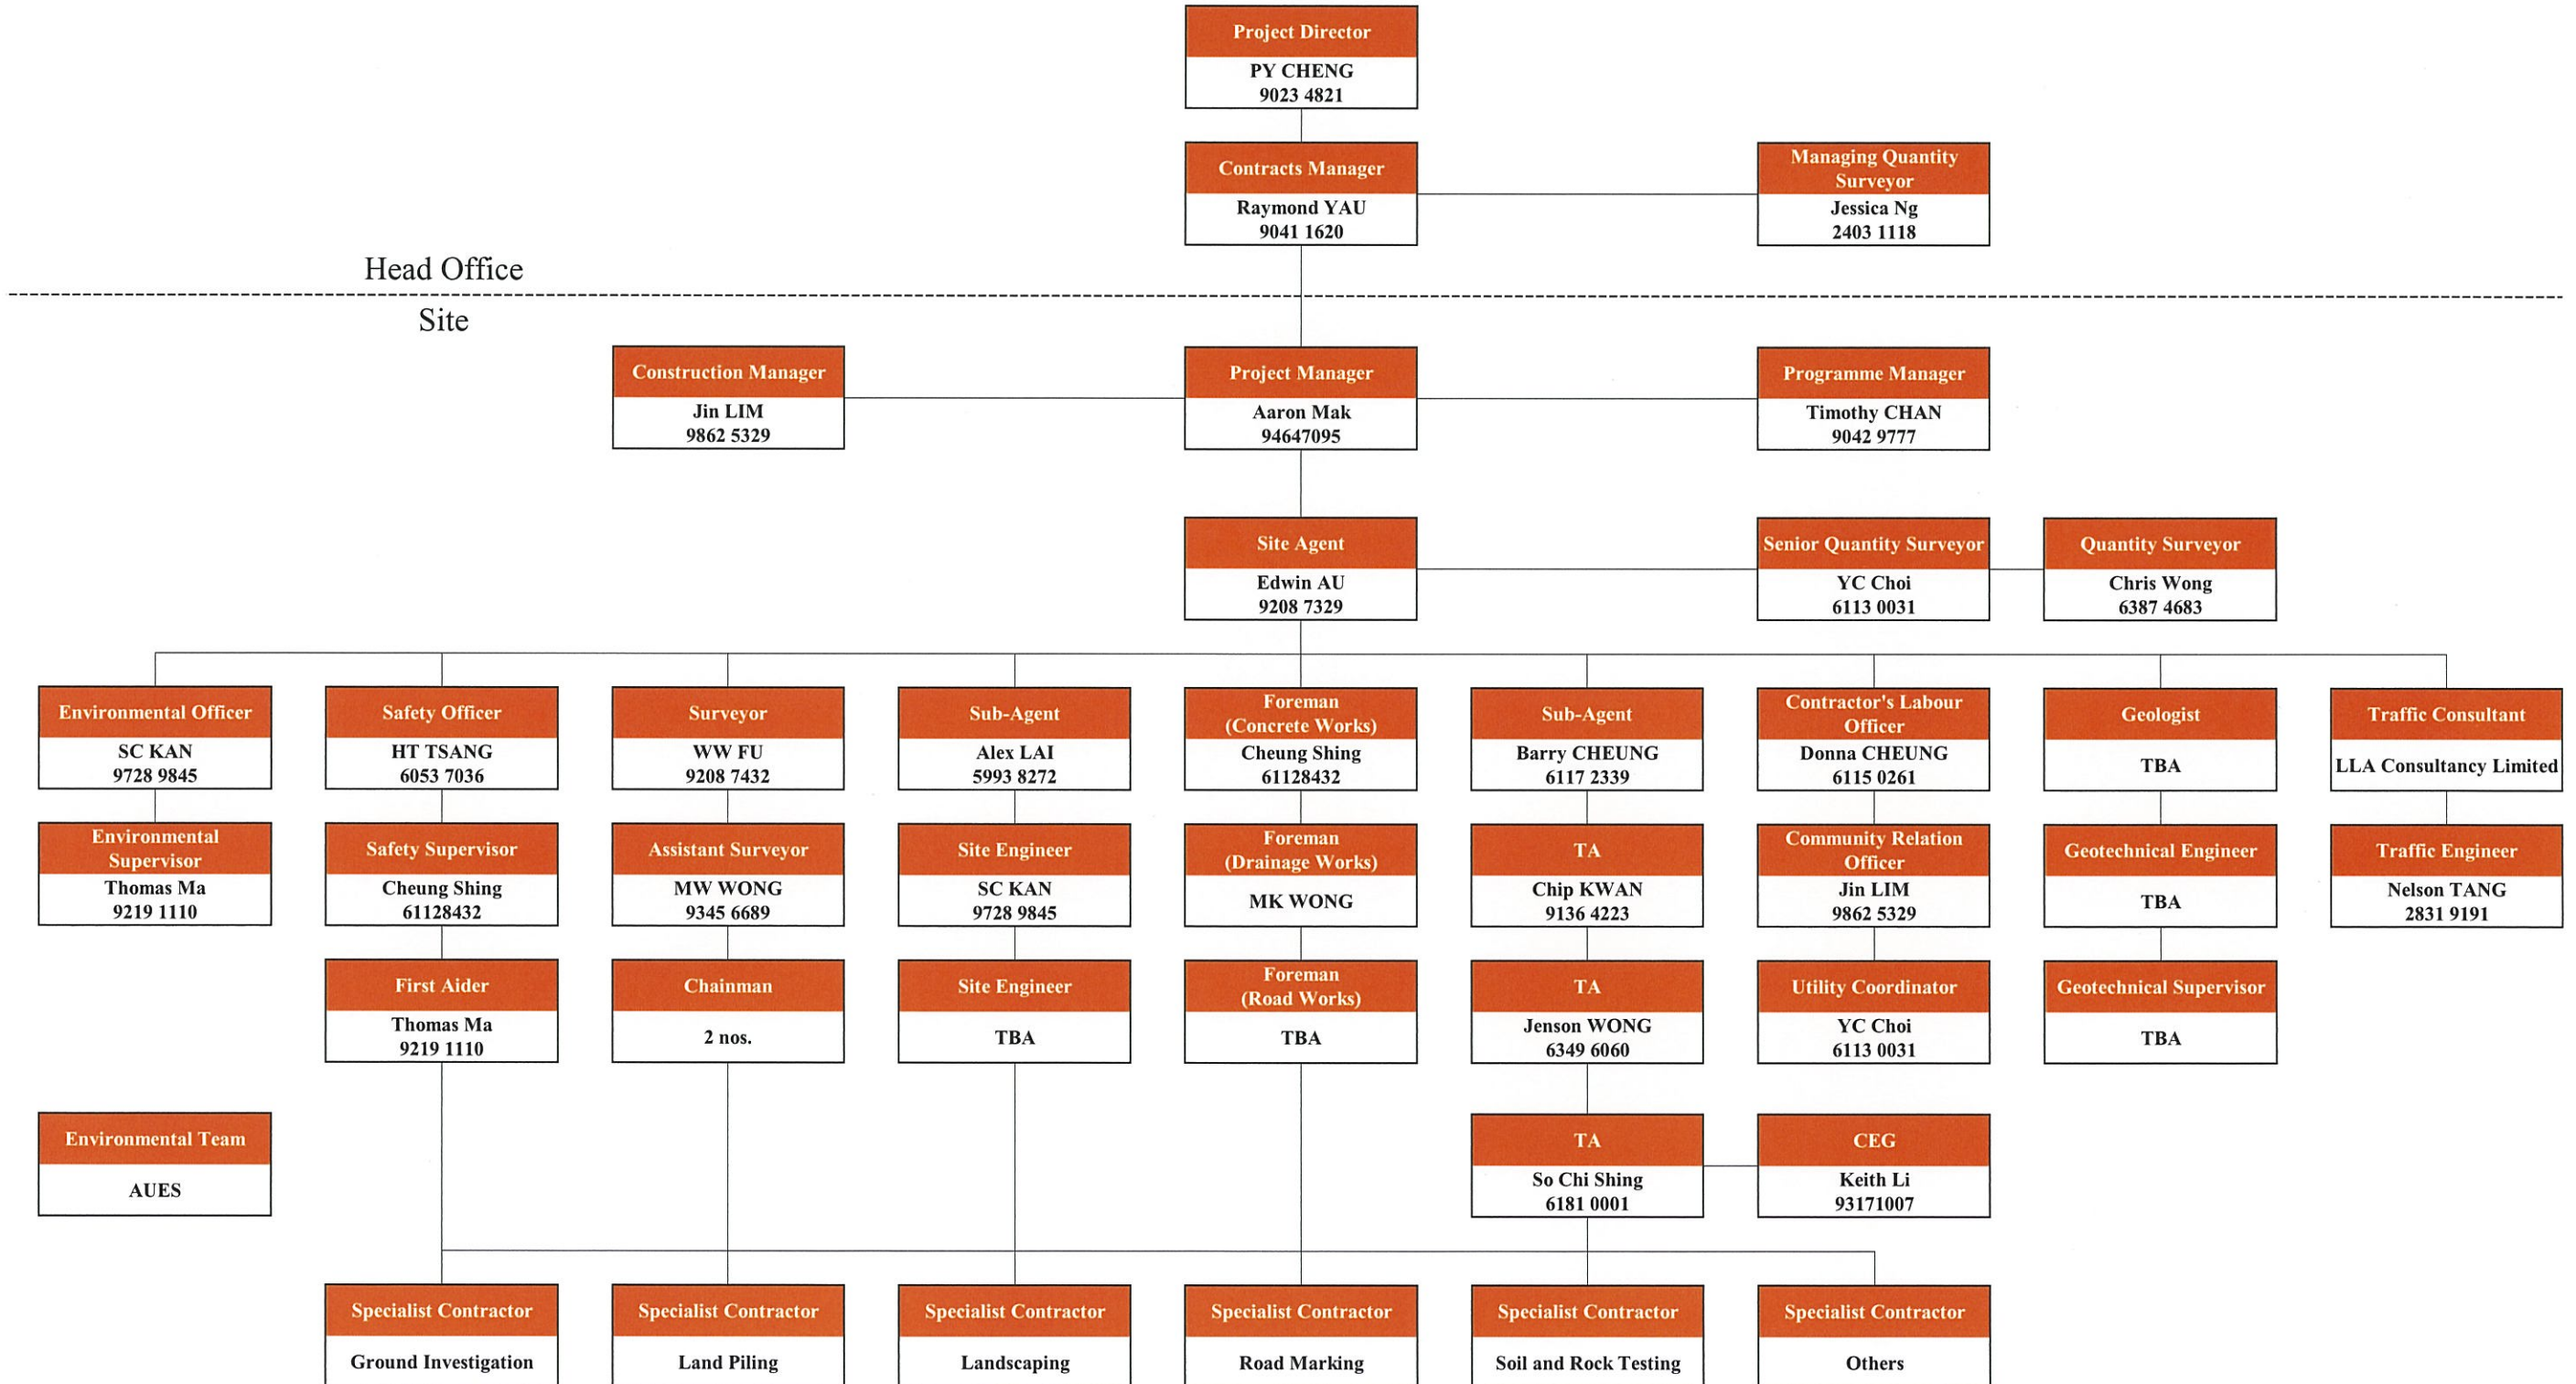 Project Director
PY CHENG
9023 4821
Contracts Manager
Raymond YAU
9041 1620
Managing Quantity
Surveyor
Jessica Ng
2403 1118
Head Office
Site
Construction Manager
Jin LIM
9862 5329
Project Manager
Aaron Mak
94647095
Programme Manager
Timothy CHAN
9042 9777
Site Agent
Edwin AU
9208 7329
Senior Quantity Surveyor
YC Choi
6113 0031
Quantity Surveyor
Chris Wong
6387 4683
Environmental Officer
SC KAN
9728 9845
Safety Officer
HT TSANG
6053 7036
Surveyor
WW FU
9208 7432
Sub-Agent
Alex LAI
5993 8272
Foreman
(Concrete Works)
Cheung Shing
61128432
Sub-Agent
Barry CHEUNG
6117 2339
Contractor's Labour
Officer
Donna CHEUNG
6115 0261
Geologist
TBA
Traffic Consultant
LLA Consultancy Limited
Environmental
Supervisor
Thomas Ma
9219 1110
Safety Supervisor
Cheung Shing
61128432
Assistant Surveyor
MW WONG
9345 6689
Site Engineer
SC KAN
9728 9845
Foreman
(Drainage Works)
MK WONG
TA
Chip KWAN
9136 4223
Community Relation
Officer
Jin LIM
9862 5329
Geotechnical Engineer
TBA
Traffic Engineer
Nelson TANG
2831 9191
First Aider
Thomas Ma
9219 1110
Chainman
2 nos.
Site Engineer
TBA
Foreman
(Road Works)
TBA
TA
Jenson WONG
6349 6060
Utility Coordinator
YC Choi
6113 0031
Geotechnical Supervisor
TBA
Environmental Team
AUES
TA
So Chi Shing
6181 0001
CEG
Keith Li
93171007
Specialist Contractor
Ground Investigation
Specialist Contractor
Land Piling
Specialist Contractor
Landscaping
Specialist Contractor
Road Marking
Specialist Contractor
Soil and Rock Testing
Specialist Contractor
Others